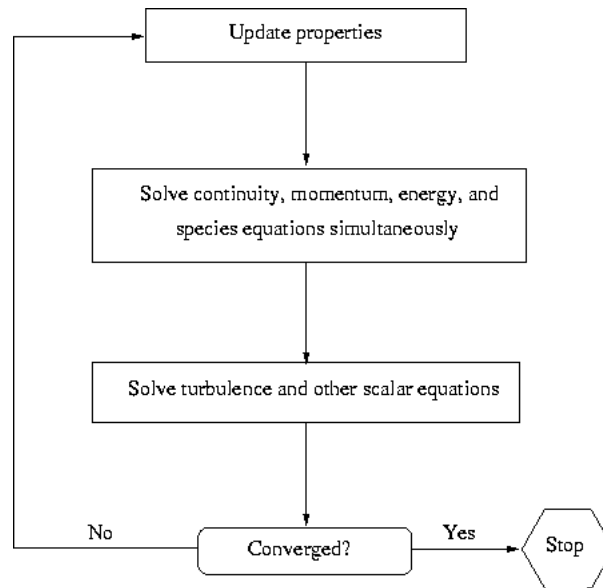 Update properties
Solve continuity, momentum, energy, and
species equations simultaneously
Solve turbulence and other scalar equations
No
Converged?
Yes
Stop